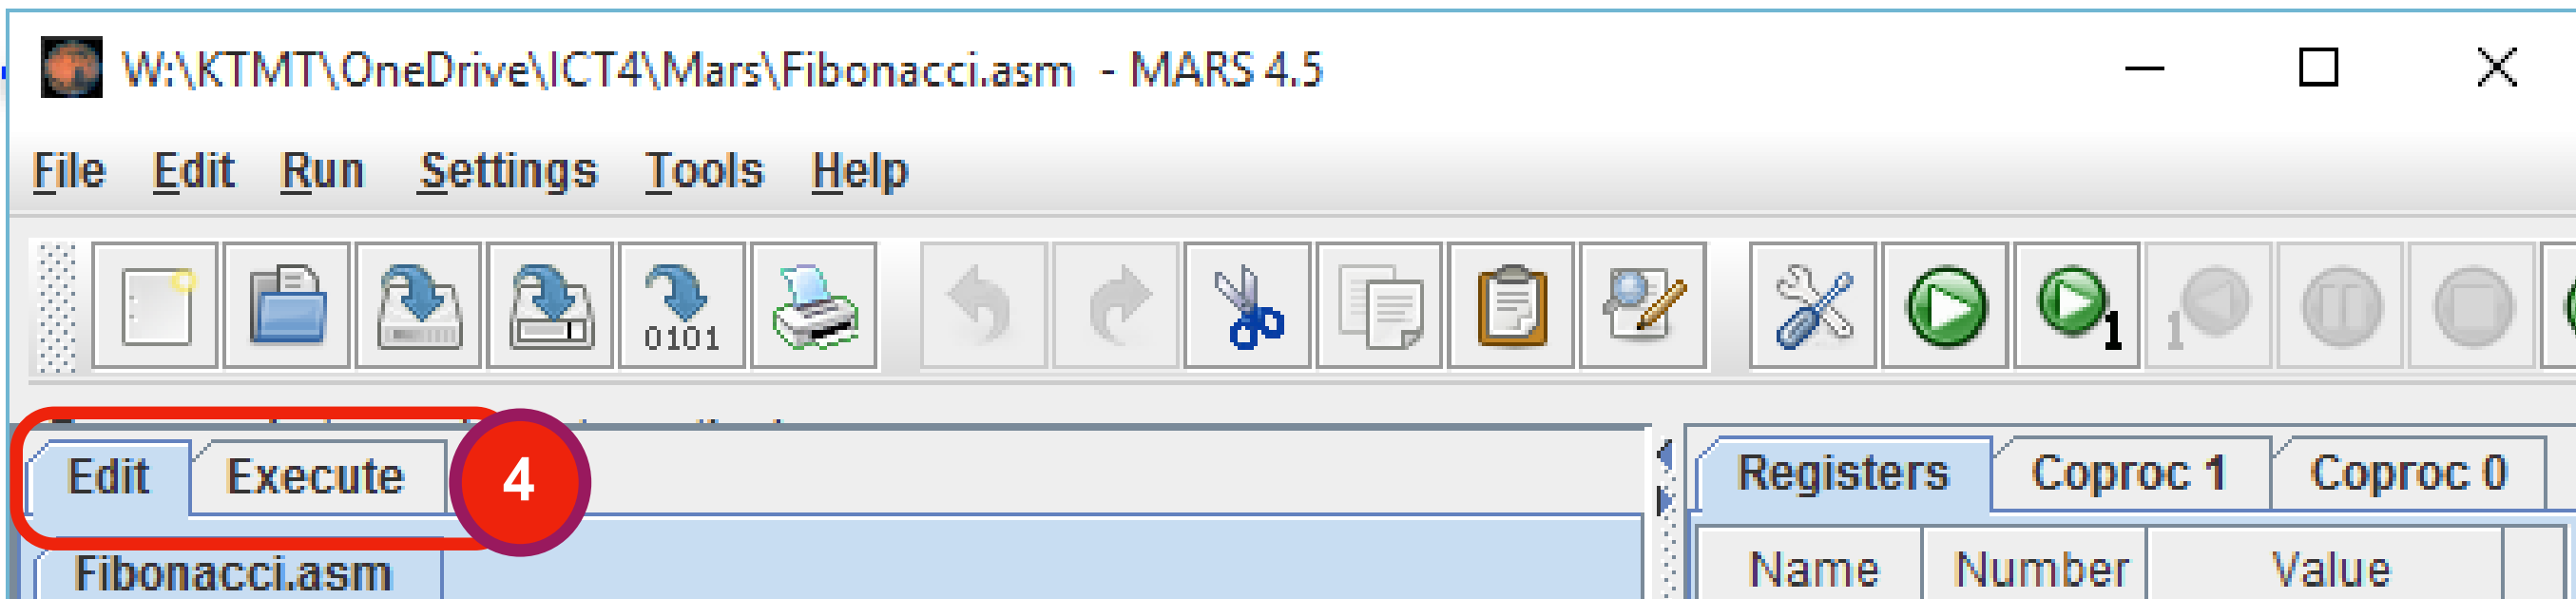 W:\KTMT\OneDrive\ICT4\Mars\Fibonacci.asm - MARS 4.5
File Edit Run Settings Tools Help
0101 1 1
Edit Execute 4 Registers Coproc 1 Coproc 0
Fibonacci.asm Name Number Value